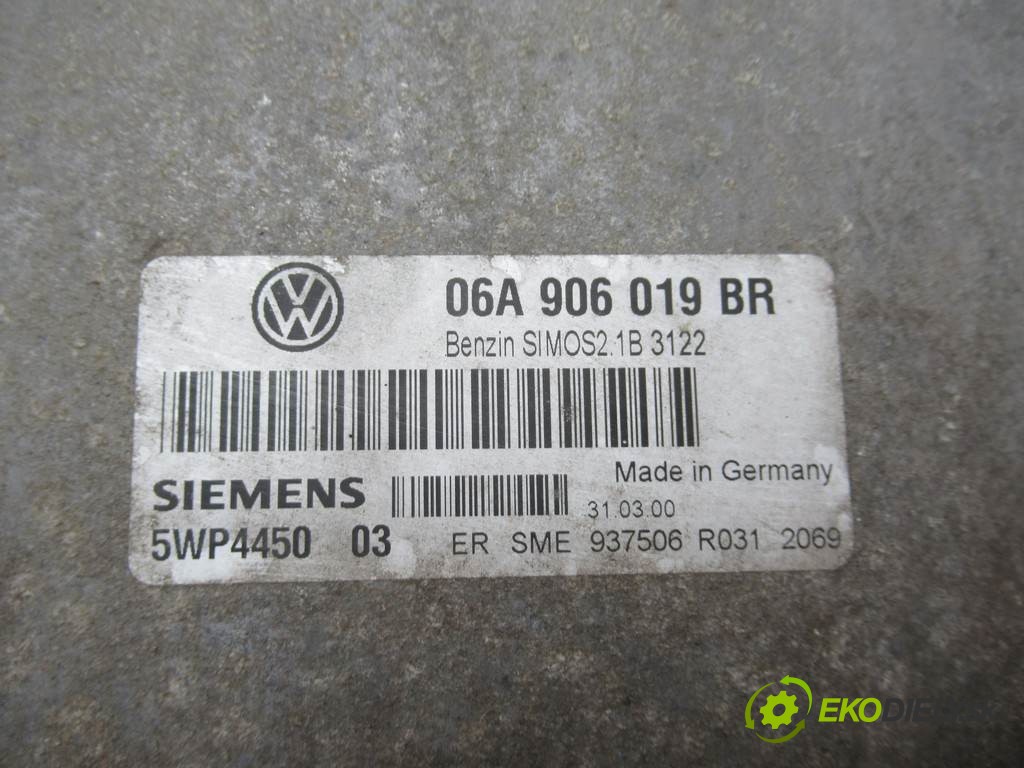 06A 906 019 BR
Benzin SIMOS2.1B 3122
Made in Germany
SIEMENS
31.03.00
5WP4450 03 ER SME 937506 R031 2069